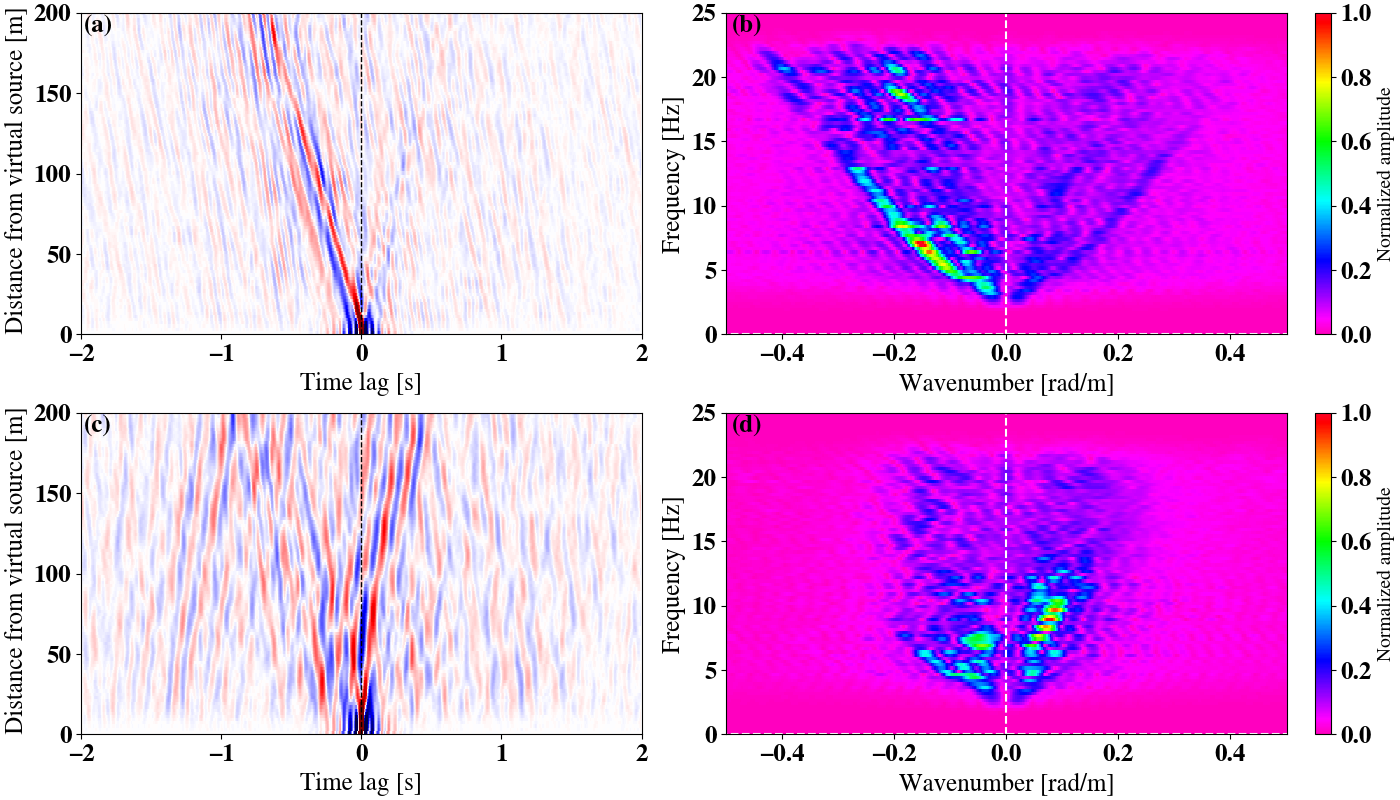 (a)
Distance from virtual source [m]
200
150
100
50
0
−2 −1 0 1 2
Time lag [s]
(b)
Frequency [Hz]
25
20
15
10
5
0
−0.4 −0.2 0.0 0.2 0.4
Wavenumber [rad/m]
1.0
0.8
0.6
0.4
0.2
0.0
Normalized amplitude
(c)
Distance from virtual source [m]
200
150
100
50
0
−2 −1 0 1 2
Time lag [s]
(d)
Frequency [Hz]
25
20
15
10
5
0
−0.4 −0.2 0.0 0.2 0.4
Wavenumber [rad/m]
1.0
0.8
0.6
0.4
0.2
0.0
Normalized amplitude